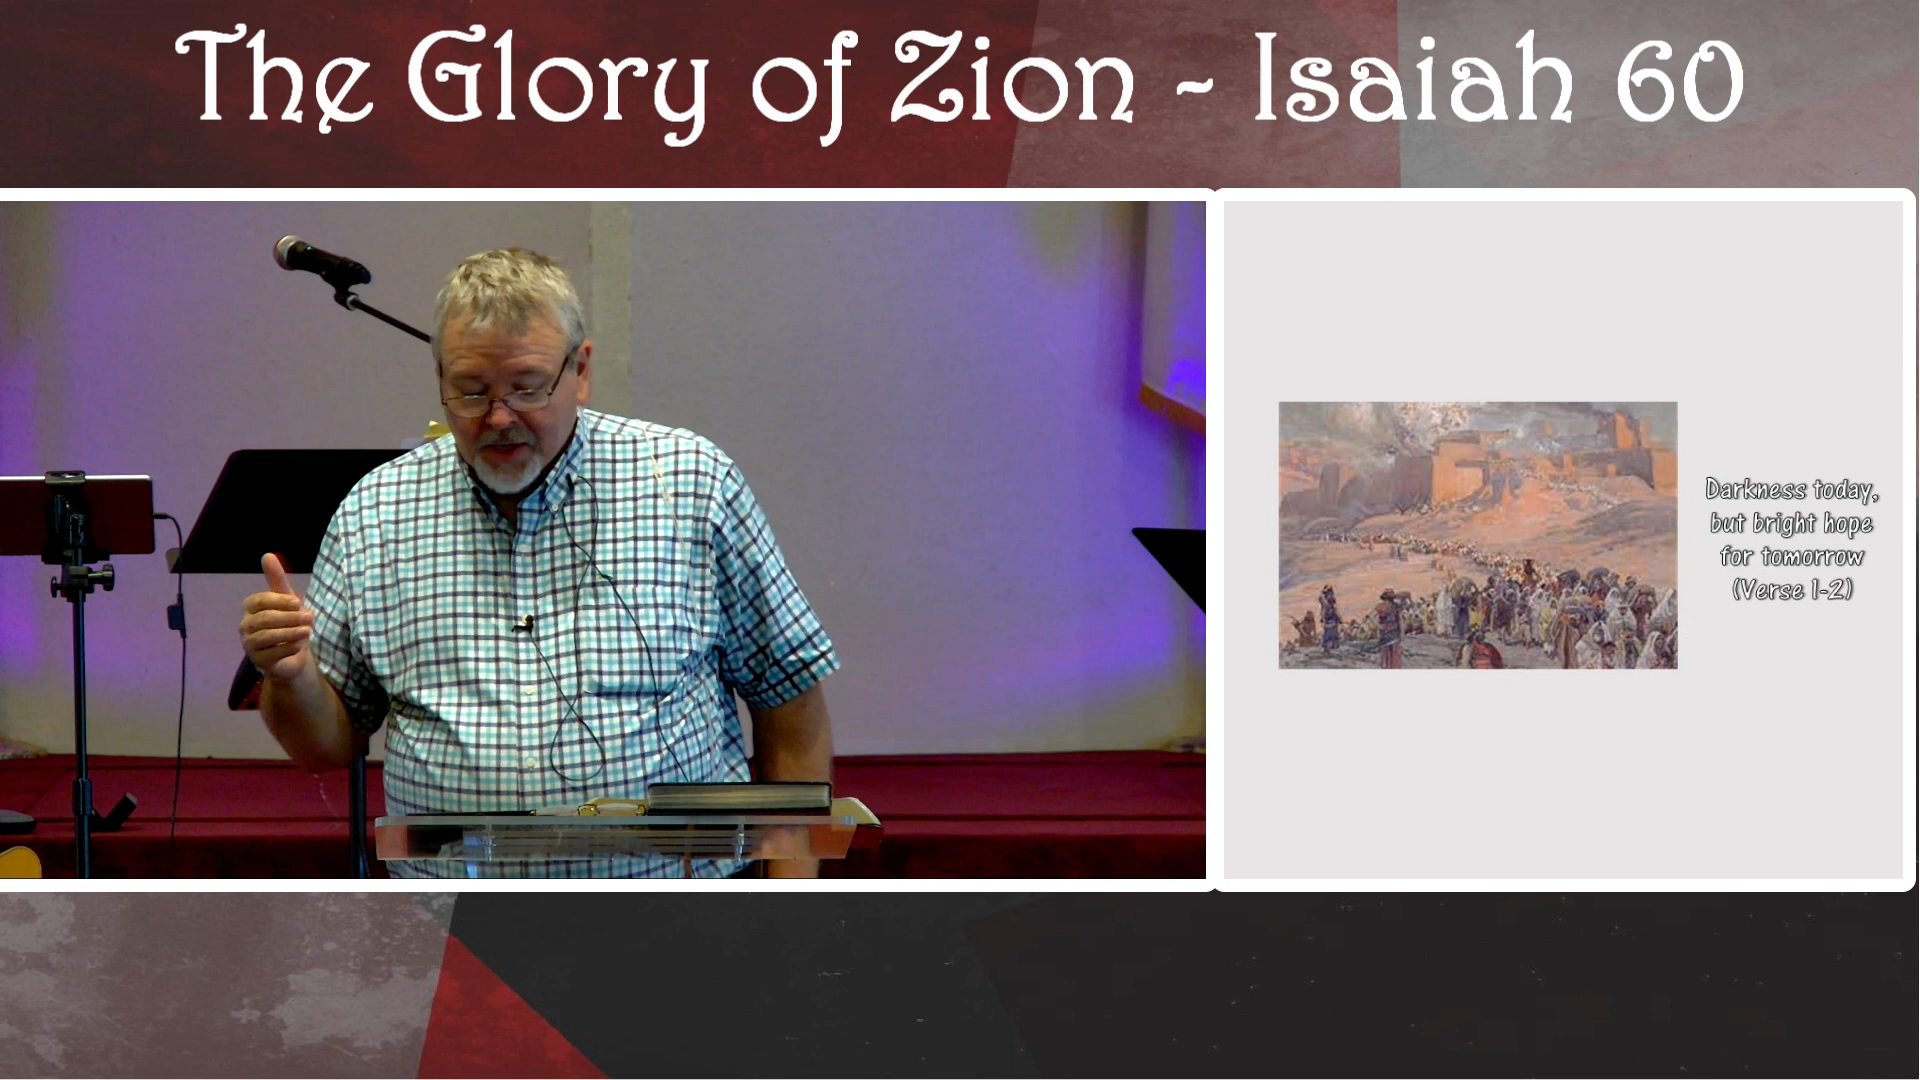 The Glory of Zion - Isaiah 60
Darkness today,
but bright hope
for tomorrow
(Verse 1-2)